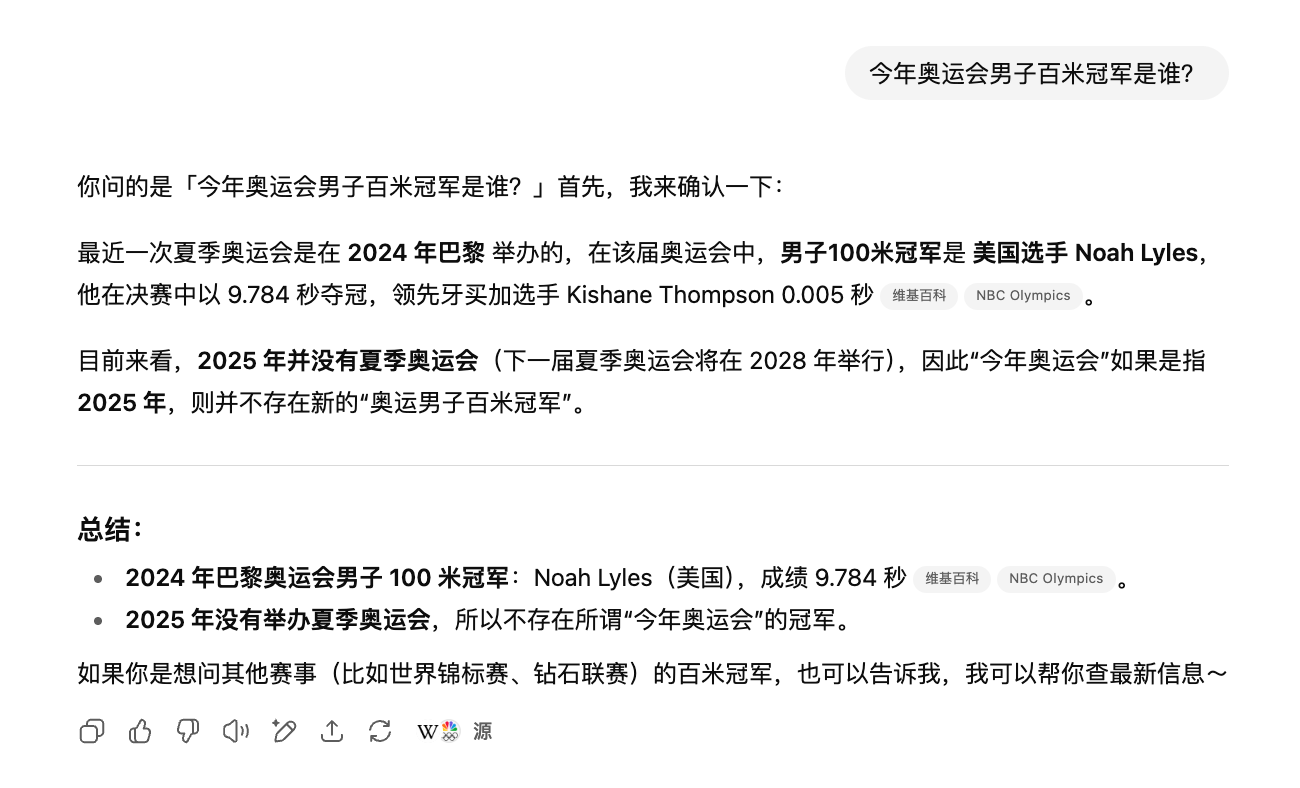 今年奥运会男子百米冠军是谁？
你问的是「今年奥运会男子百米冠军是谁？」首先，我来确认一下：
最近一次夏季奥运会是在 2024 年巴黎 举办的，在该届奥运会中，男子100米冠军是 美国选手 Noah Lyles，
他在决赛中以 9.784 秒夺冠，领先牙买加选手 Kishane Thompson 0.005 秒 维基百科 NBC Olympics 。
目前来看，2025 年并没有夏季奥运会（下一届夏季奥运会将在 2028 年举行），因此“今年奥运会”如果是指
2025 年，则并不存在新的“奥运男子百米冠军”。
总结：
• 2024 年巴黎奥运会男子 100 米冠军：Noah Lyles（美国），成绩 9.784 秒 维基百科 NBC Olympics 。
• 2025 年没有举办夏季奥运会，所以不存在所谓“今年奥运会”的冠军。
如果你是想问其他赛事（比如世界锦标赛、钻石联赛）的百米冠军，也可以告诉我，我可以帮你查最新信息～
W 源